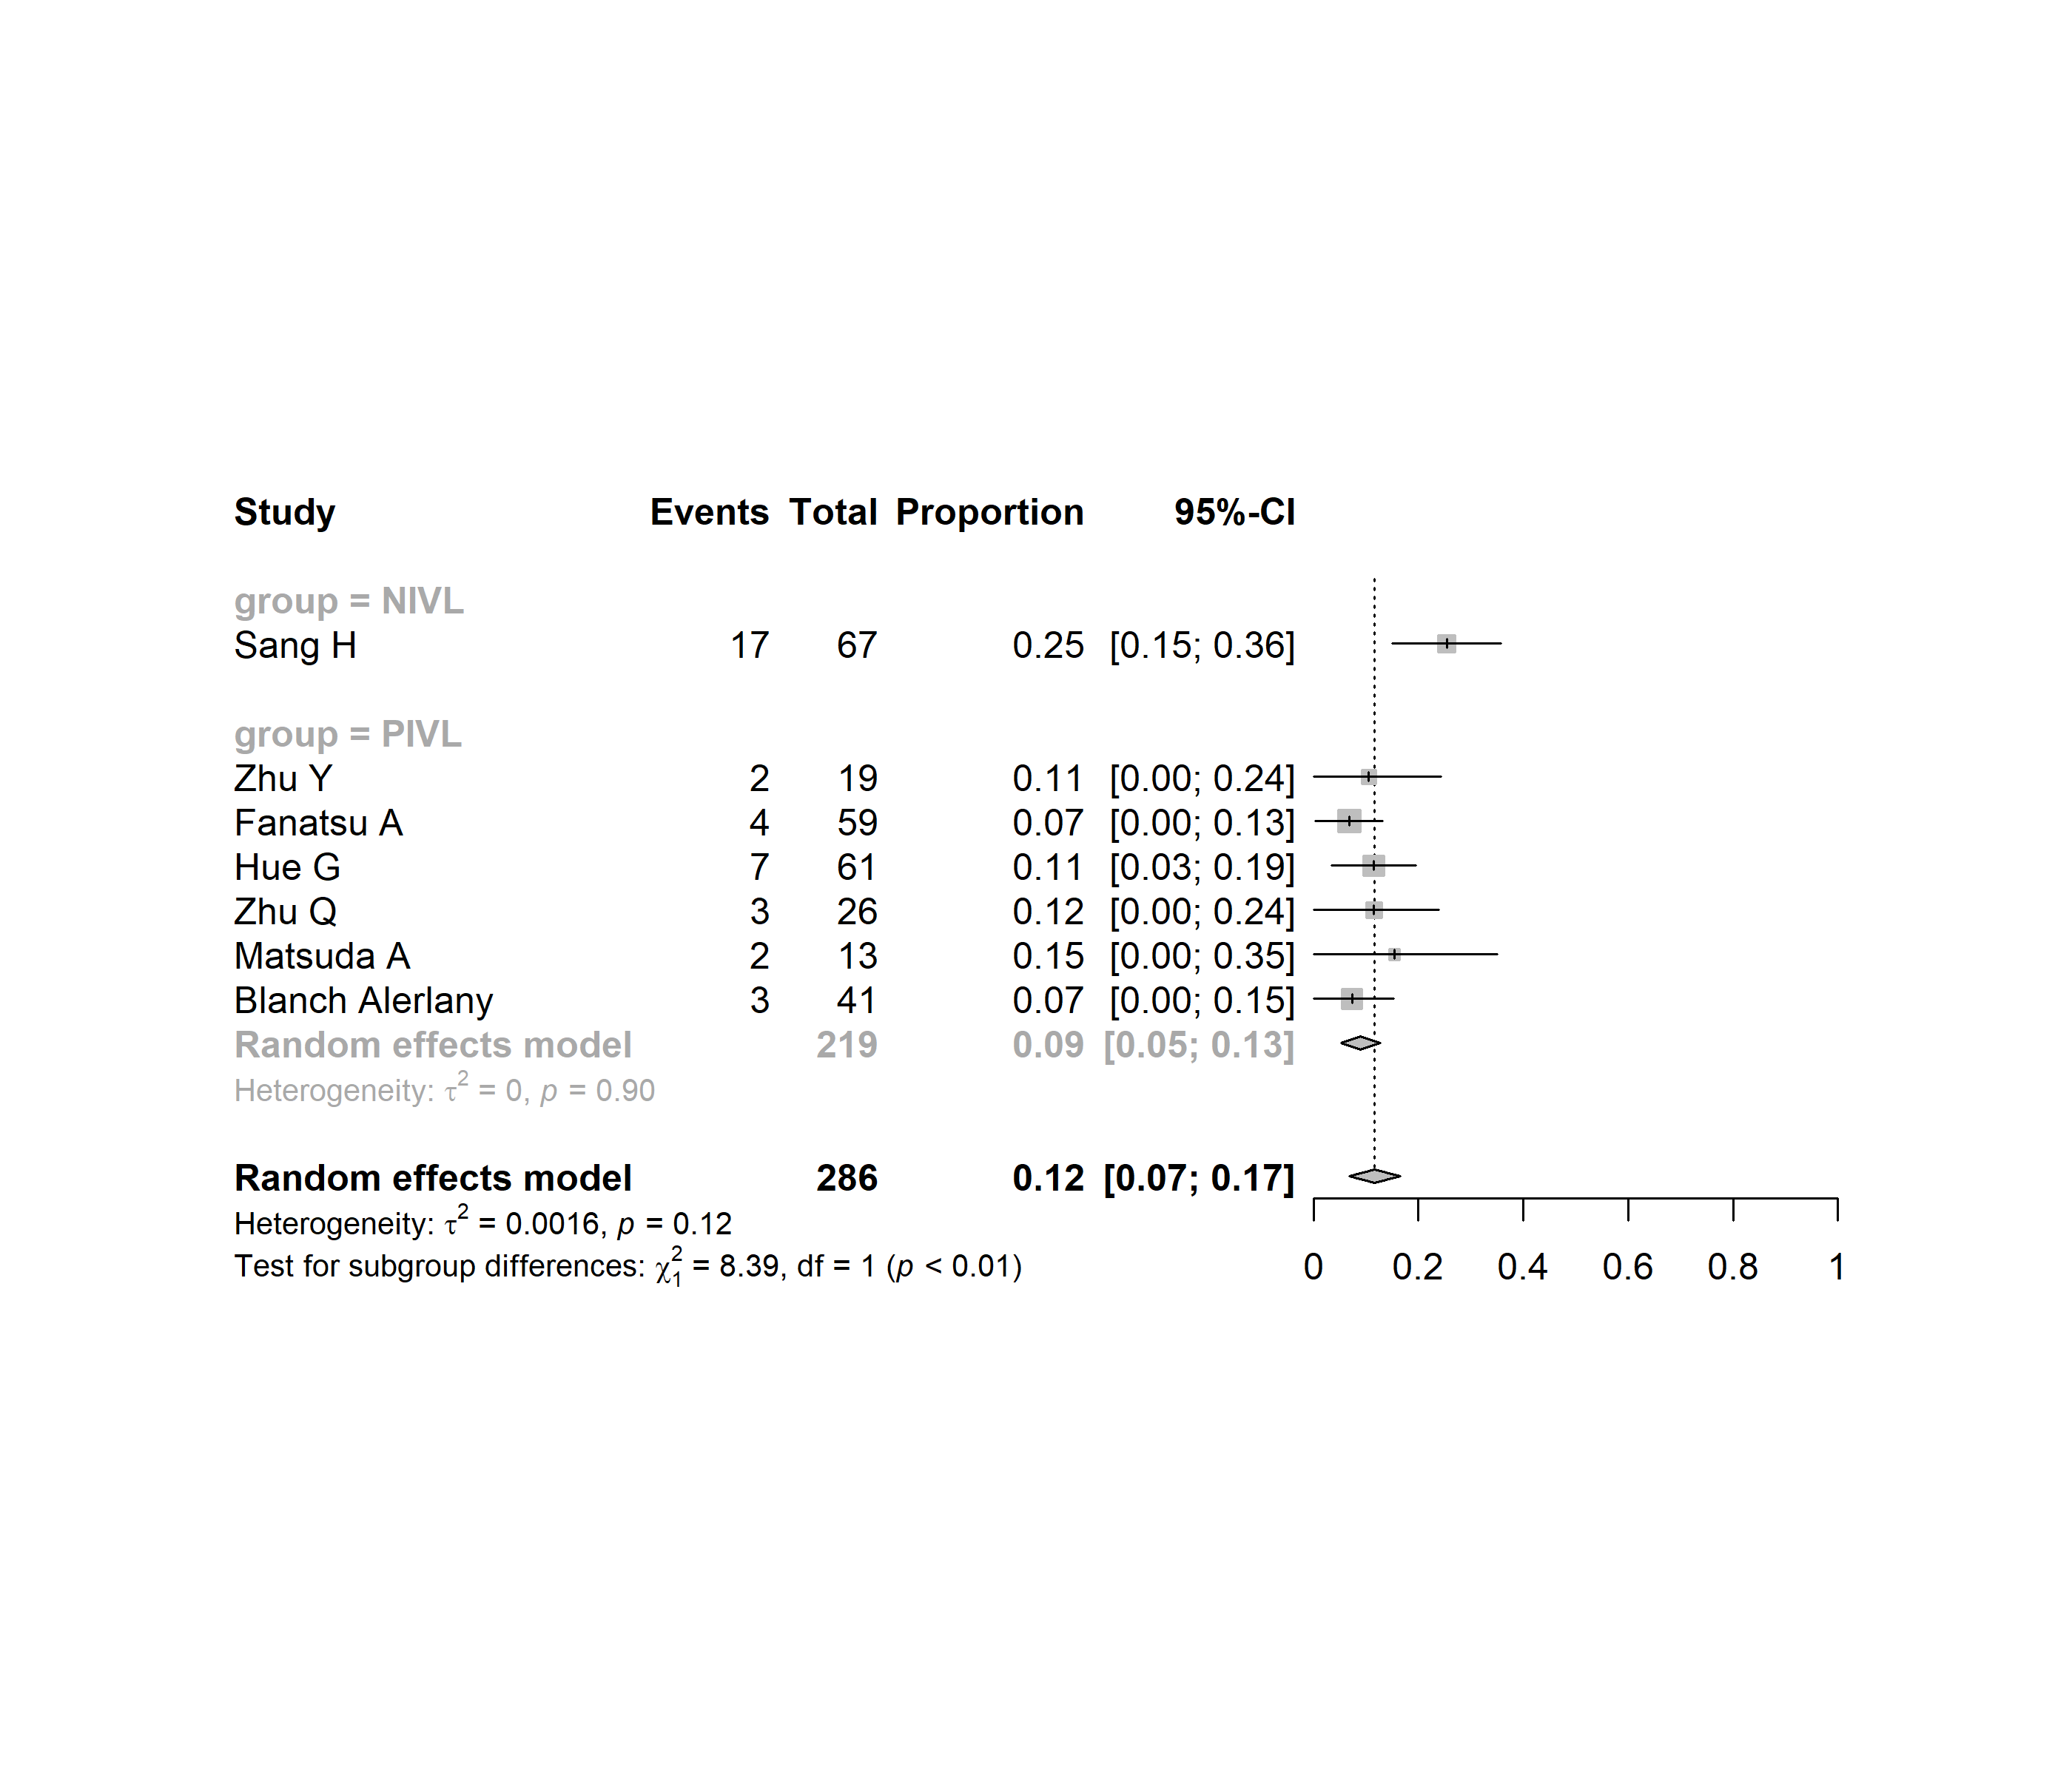 Study Events Total Proportion 95%-CI
group = NIVL
Sang H 17 67 0.25 [0.15; 0.36]
group = PIVL
Zhu Y 2 19 0.11 [0.00; 0.24]
Fanatsu A 4 59 0.07 [0.00; 0.13]
Hue G 7 61 0.11 [0.03; 0.19]
Zhu Q 3 26 0.12 [0.00; 0.24]
Matsuda A 2 13 0.15 [0.00; 0.35]
Blanch Alerlany 3 41 0.07 [0.00; 0.15]
Random effects model 219 0.09 [0.05; 0.13]
Heterogeneity: τ² = 0, p = 0.90
Random effects model 286 0.12 [0.07; 0.17]
Heterogeneity: τ² = 0.0016, p = 0.12
Test for subgroup differences: χ²₁ = 8.39, df = 1 (p < 0.01)
0 0.2 0.4 0.6 0.8 1